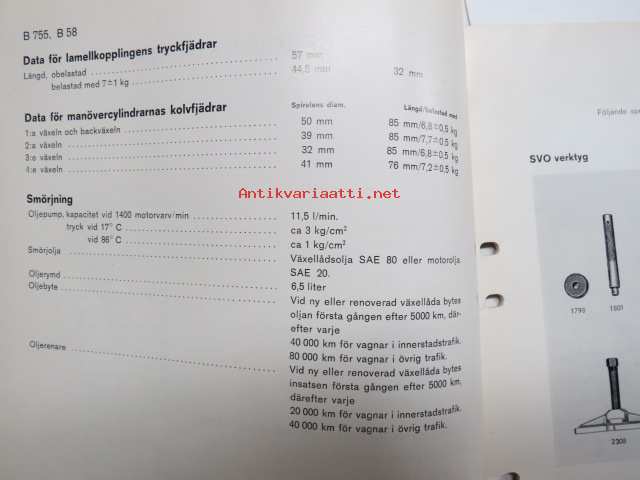 B 755, B 58
Data för lamellkopplingens tryckfjädrar
Längd, obelastad 57 mm
belastad med 7±1 kg 44,5 mm 32 mm
Data för manövercylindrarnas kolvfjädrar Spiralens diam. Längd/belastad med
1:a växeln och backväxeln 50 mm 85 mm/6,8±0,5 kg
2:a växeln 39 mm 85 mm/7,7±0,5 kg
3:e växeln 32 mm 85 mm/6,8±0,5 kg
4:e växeln 41 mm 76 mm/7,2±0,5 kg
Antikvariaatti.net
Smörjning
Oljepump, kapacitet vid 1400 motorvarv/min 11,5 l/min.
tryck vid 17° C ca 3 kg/cm²
vid 86° C ca 1 kg/cm²
Smörjolja Växellådsolja SAE 80 eller motorolja
SAE 20.
Oljerymd 6,5 liter
Oljebyte Vid ny eller renoverad växellåda bytes
oljan första gången efter 5000 km, där-
efter varje
40 000 km för vagnar i innerstadstrafik.
80 000 km för vagnar i övrig trafik.
Oljerenare Vid ny eller renoverad växellåda bytes
insatsen första gången efter 5000 km,
därefter varje
20 000 km för vagnar i innerstadstrafik.
40 000 km för vagnar i övrig trafik.
Följande
SVO verktyg
1798 1801
2308